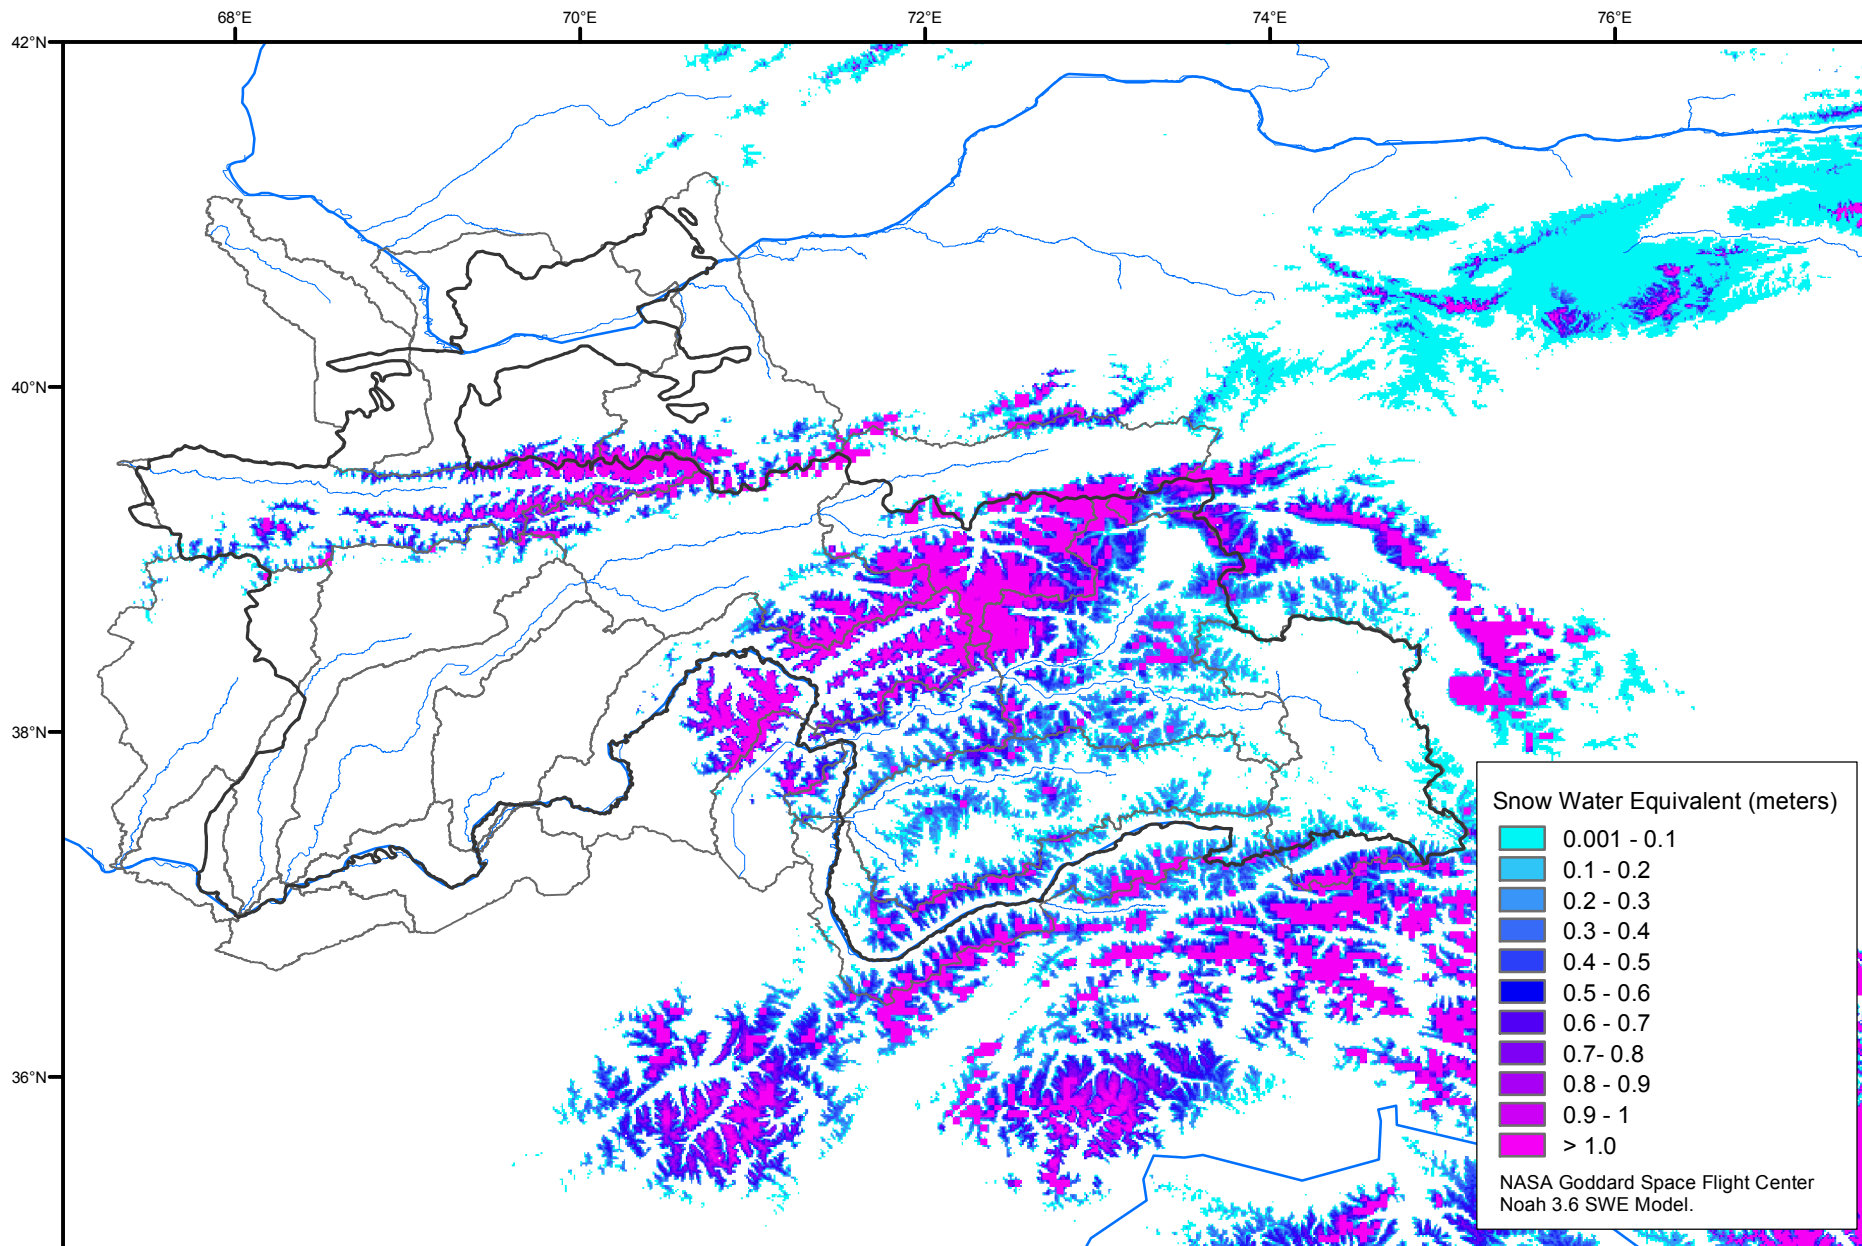 68°E
70°E
72°E
74°E
76°E
42°N
40°N
38°N
36°N
Snow Water Equivalent (meters)
0.001 - 0.1
0.1 - 0.2
0.2 - 0.3
0.3 - 0.4
0.4 - 0.5
0.5 - 0.6
0.6 - 0.7
0.7- 0.8
0.8 - 0.9
0.9 - 1
> 1.0
NASA Goddard Space Flight Center
Noah 3.6 SWE Model.